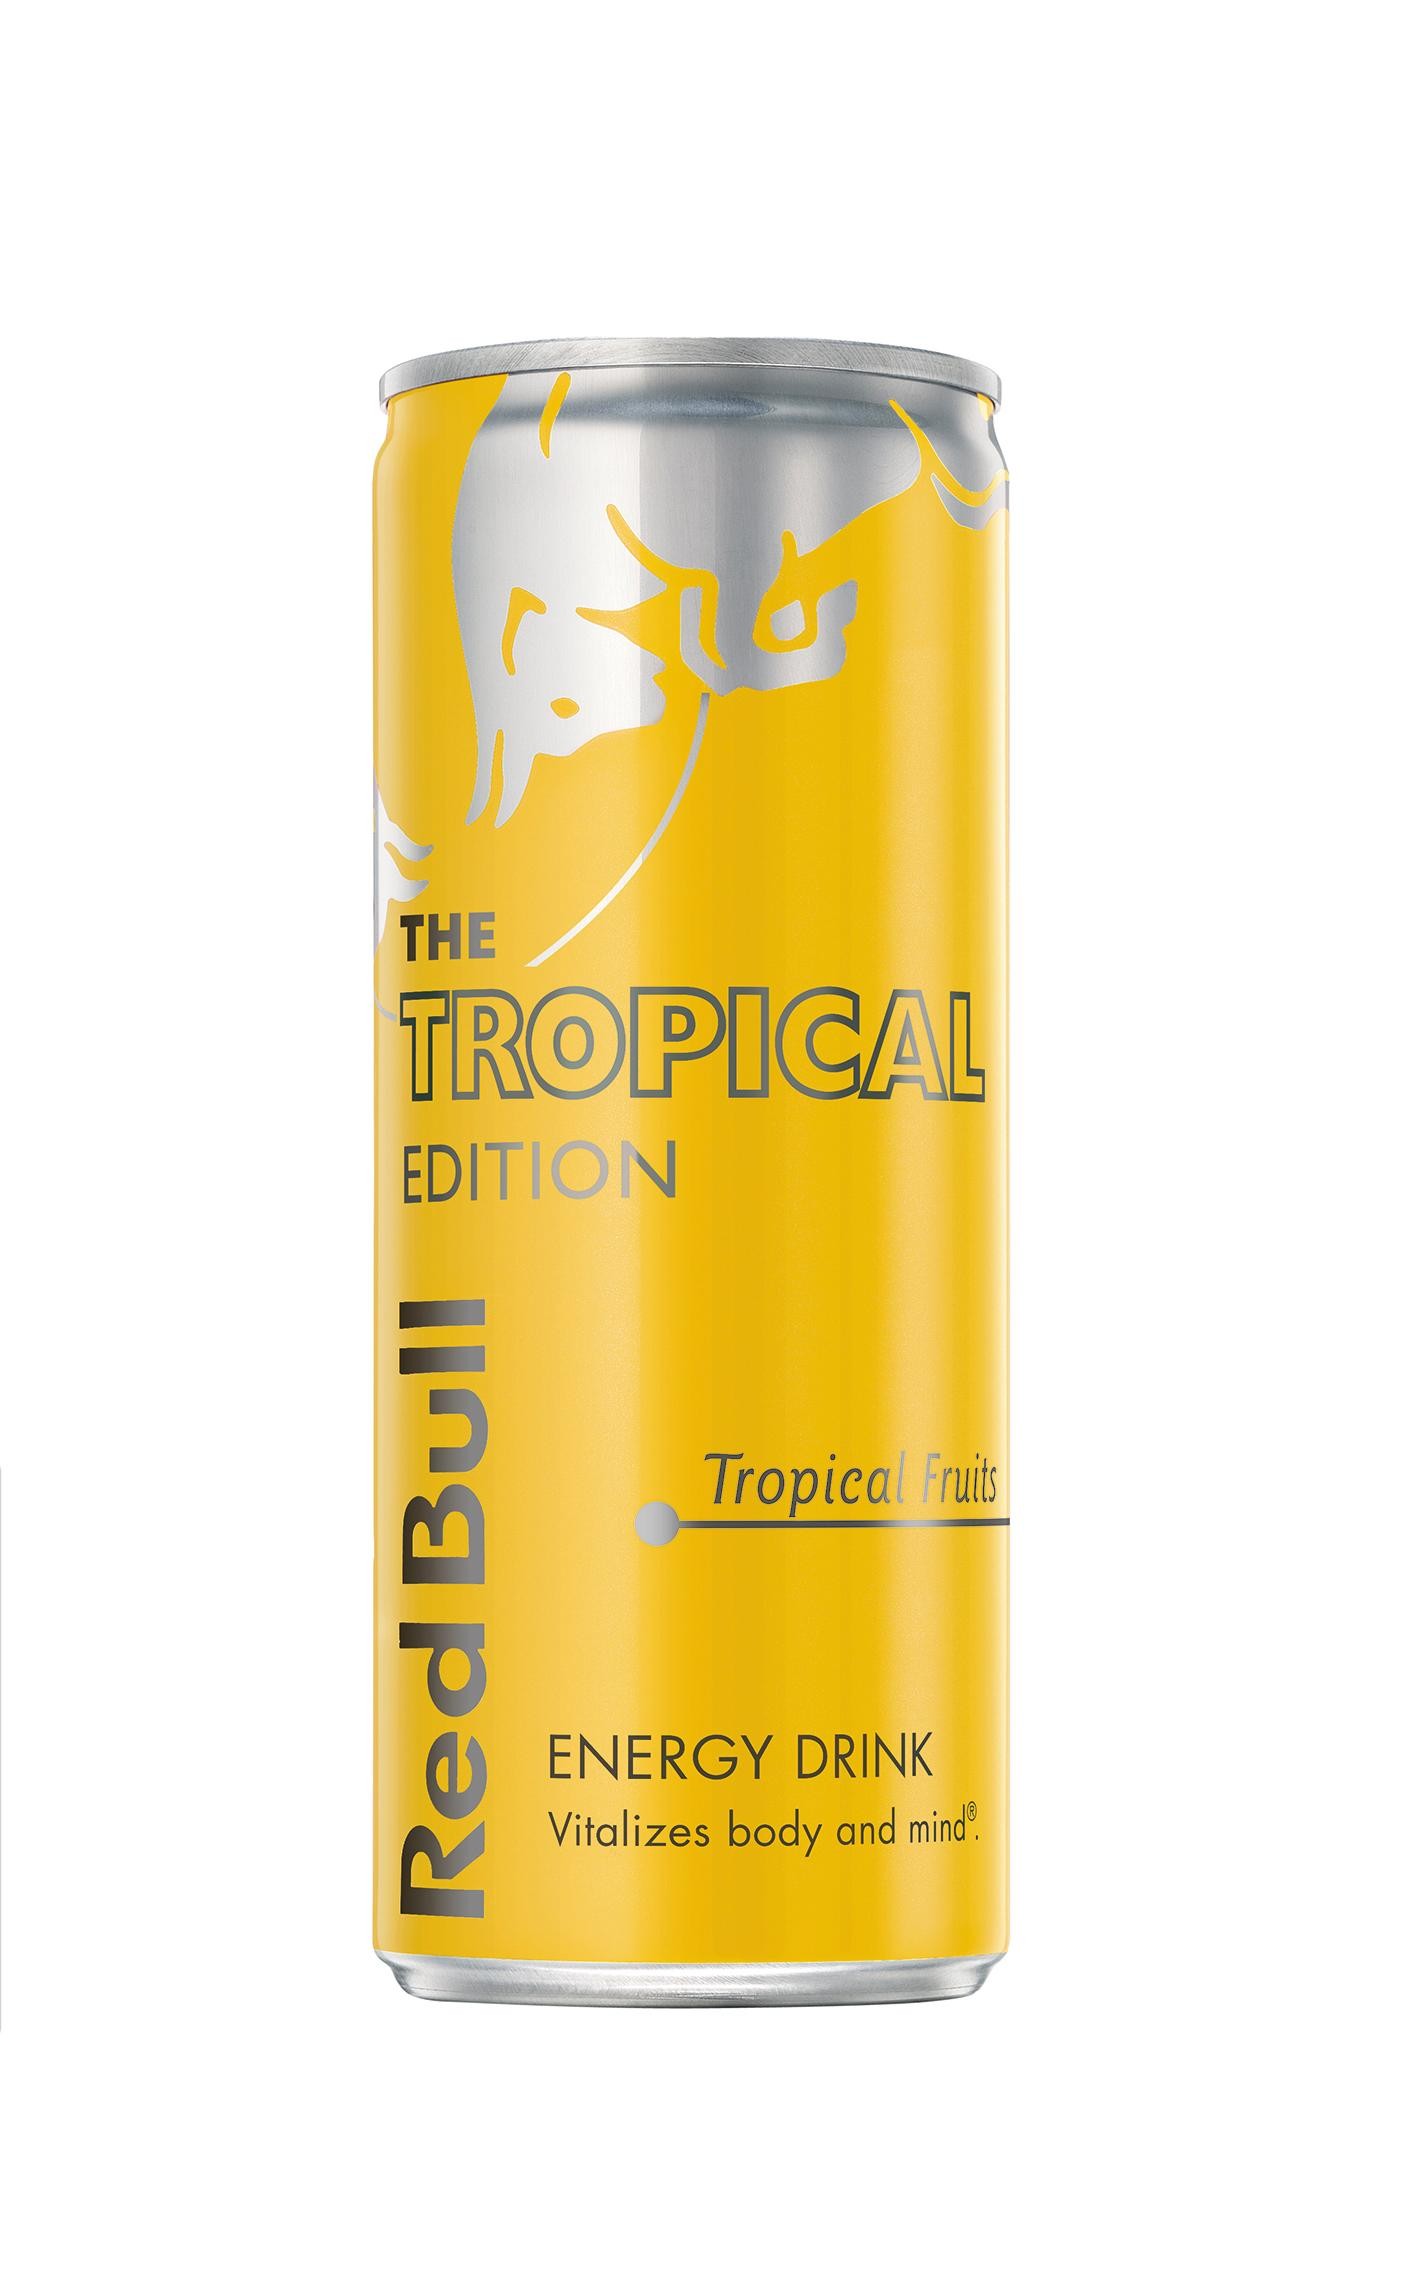 THE
TROPICAL
EDITION
Red Bull
Tropical Fruits
ENERGY DRINK
Vitalizes body and mind®.